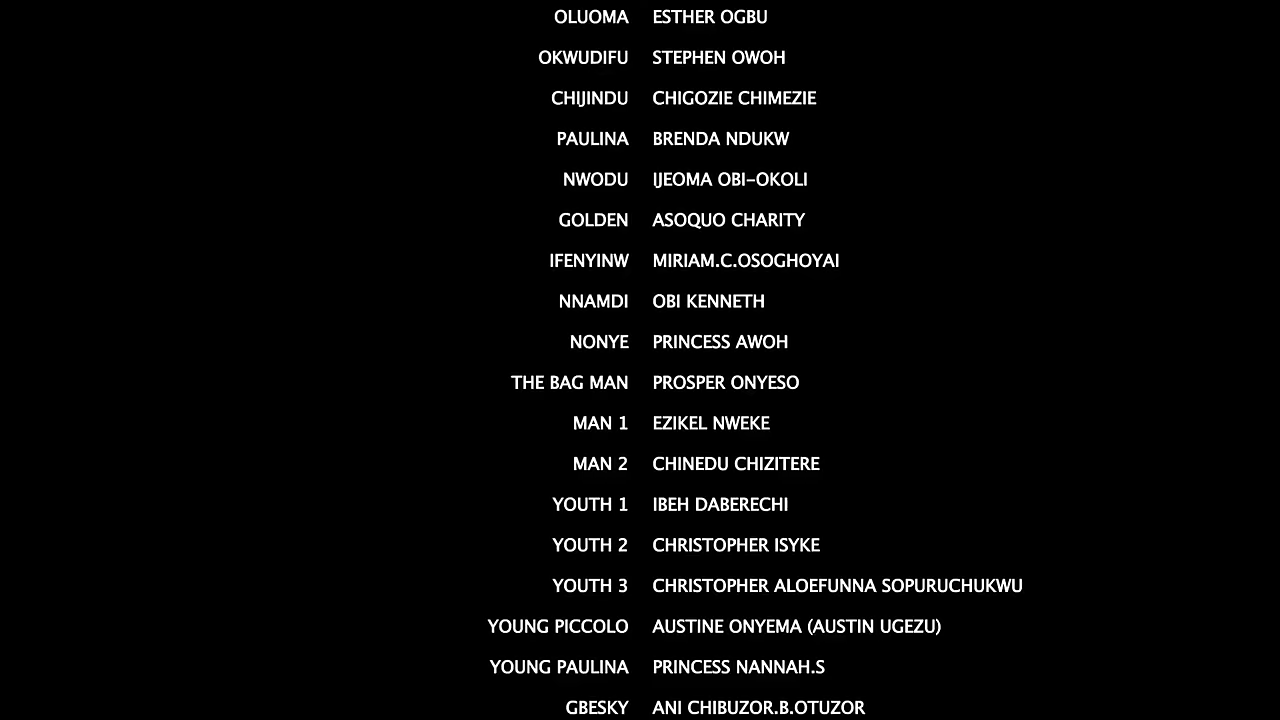 OLUOMA ESTHER OGBU
OKWUDIFU STEPHEN OWOH
CHIJINDU CHIGOZIE CHIMEZIE
PAULINA BRENDA NDUKW
NWODU IJEOMA OBI-OKOLI
GOLDEN ASOQUO CHARITY
IFENYINW MIRIAM.C.OSOGHOYAI
NNAMDI OBI KENNETH
NONYE PRINCESS AWOH
THE BAG MAN PROSPER ONYESO
MAN 1 EZIKEL NWEKE
MAN 2 CHINEDU CHIZITERE
YOUTH 1 IBEH DABERECHI
YOUTH 2 CHRISTOPHER ISYKE
YOUTH 3 CHRISTOPHER ALOEFUNNA SOPURUCHUKWU
YOUNG PICCOLO AUSTINE ONYEMA (AUSTIN UGEZU)
YOUNG PAULINA PRINCESS NANNAH.S
GBESKY ANI CHIBUZOR.B.OTUZOR